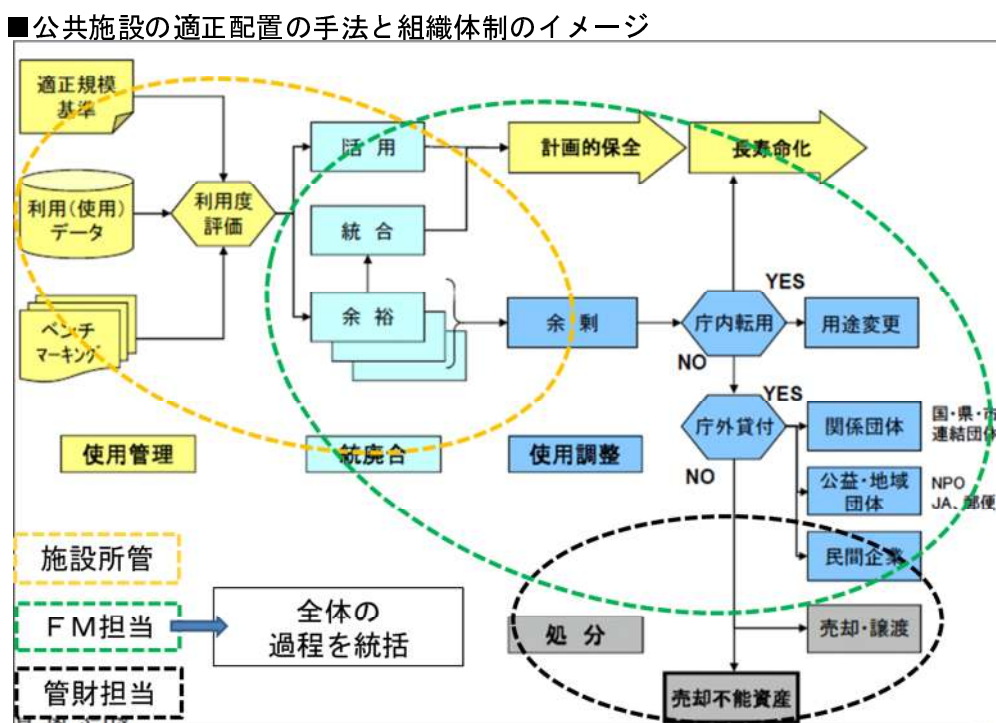 ■公共施設の適正配置の手法と組織体制のイメージ
適正規模
基準
活 用
計画的保全
長寿命化
利用(使用)
データ
利用度
評価
統 合
余 裕
余 剰
庁内転用
YES
用途変更
ベンチ
マーキング
NO
YES
庁外貸付
関係団体
国・県・市
連結団体
使用管理
統廃合
使用調整
NO
公益・地域
団体
NPO
JA、郵便
民間企業
施設所管
FM担当
全体の
過程を統括
処 分
売却・譲渡
管財担当
売却不能資産